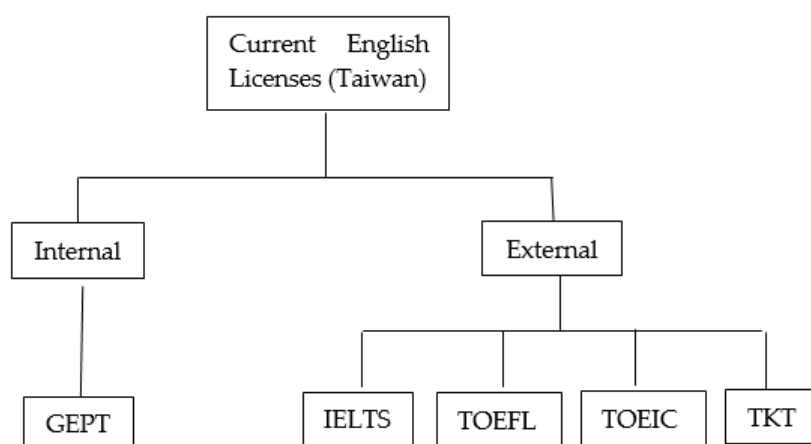 Current English
Licenses (Taiwan)
Internal
External
GEPT
IELTS
TOEFL
TOEIC
TKT